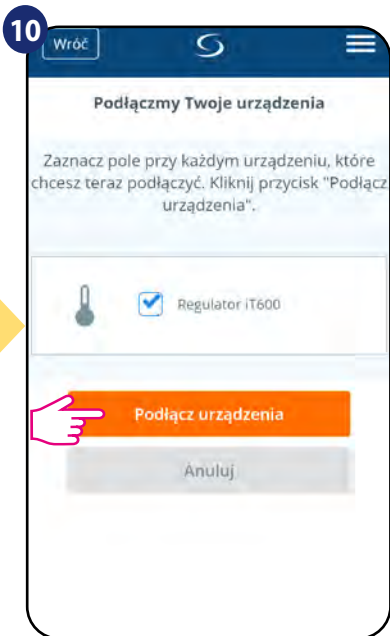 10
Wróć
Podłączmy Twoje urządzenia
Zaznacz pole przy każdym urządzeniu, które
chcesz teraz podłączyć. Kliknij przycisk "Podłącz
urządzenia".
Regulator iT600
Podłącz urządzenia
Anuluj